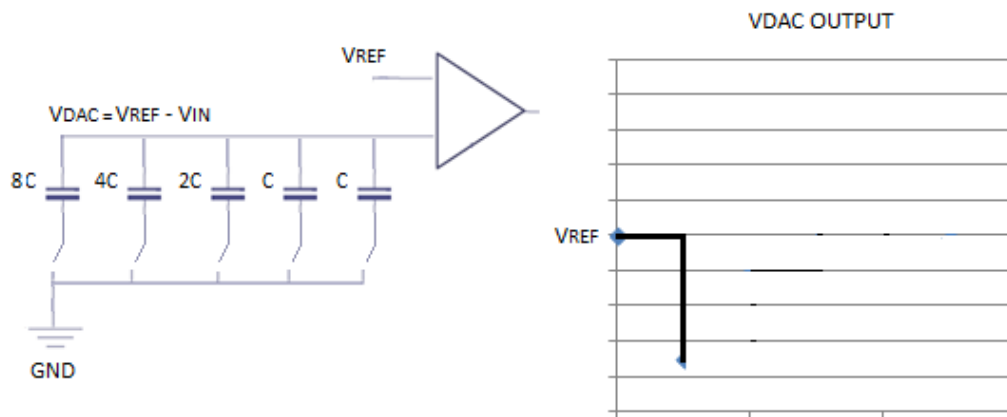 VDAC OUTPUT
VREF
VDAC = VREF - VIN
8C 4C 2C C C
VREF
GND